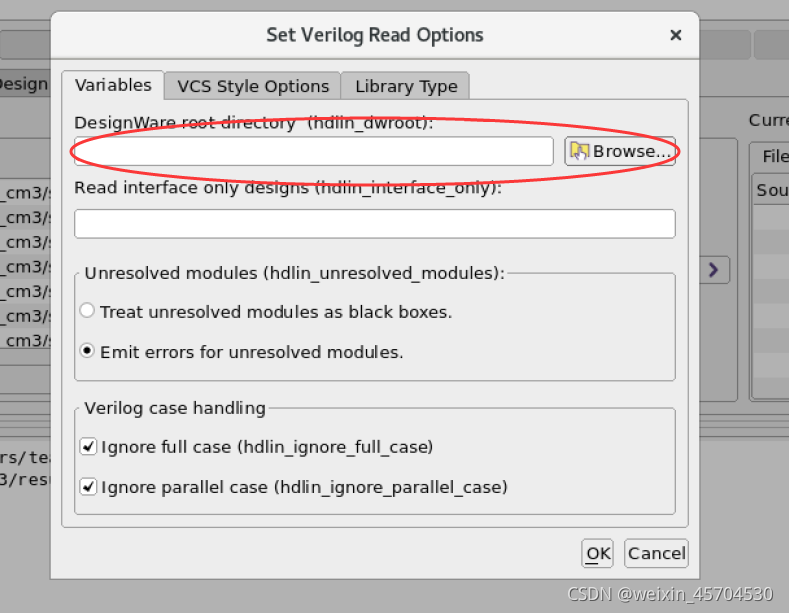 Set Verilog Read Options
Design
Variables
VCS Style Options
Library Type
DesignWare root directory (hdlin_dwroot):
Browse...
Read interface only designs (hdlin_interface_only):
Unresolved modules (hdlin_unresolved_modules):
Treat unresolved modules as black boxes.
Emit errors for unresolved modules.
Verilog case handling
Ignore full case (hdlin_ignore_full_case)
Ignore parallel case (hdlin_ignore_parallel_case)
OK
Cancel
_cm3/s
_cm3/s
_cm3/s
_cm3/s
_cm3/s
_cm3/s
_cm3/s
rs/tea
3/resu
Curre
File
Sou
CSDN @weixin_45704530